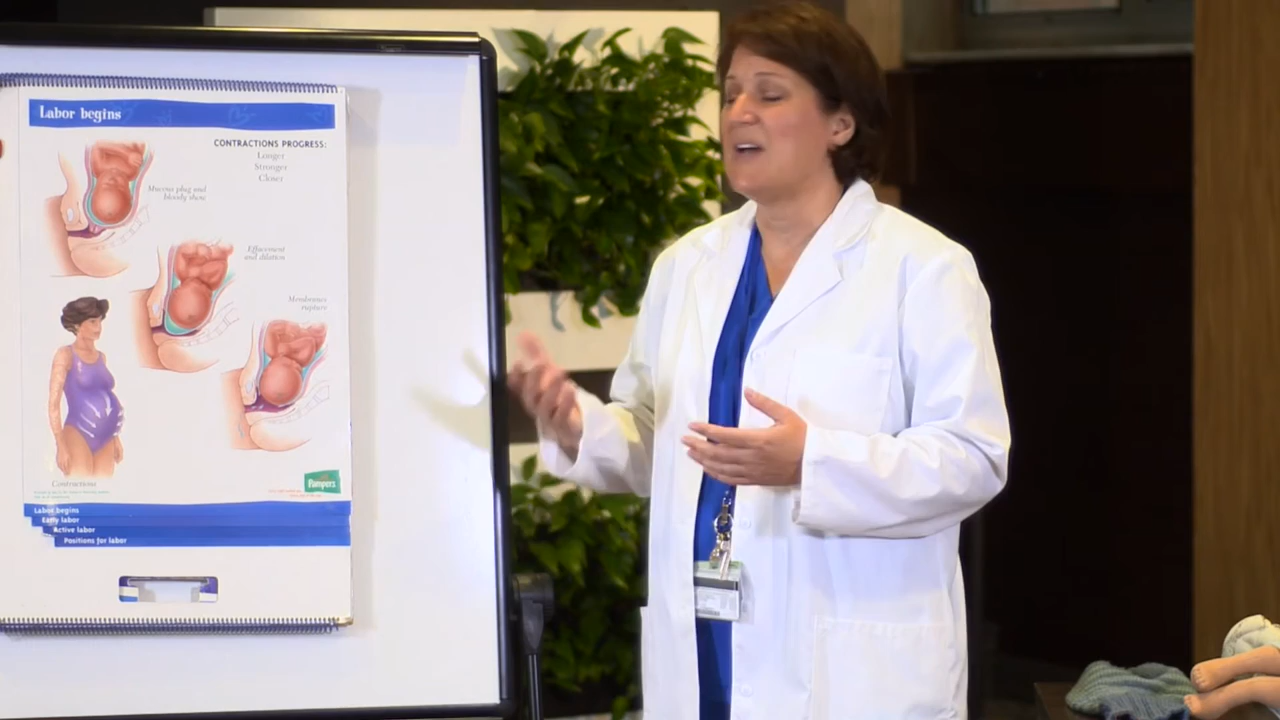 Labor begins
CONTRACTIONS PROGRESS:
Longer
Stronger
Closer
Mucous plug and
bloody show
Effacement
and dilation
Membranes
rupture
Contractions
Pampers
Labor begins
Early labor
Active labor
Positions for labor